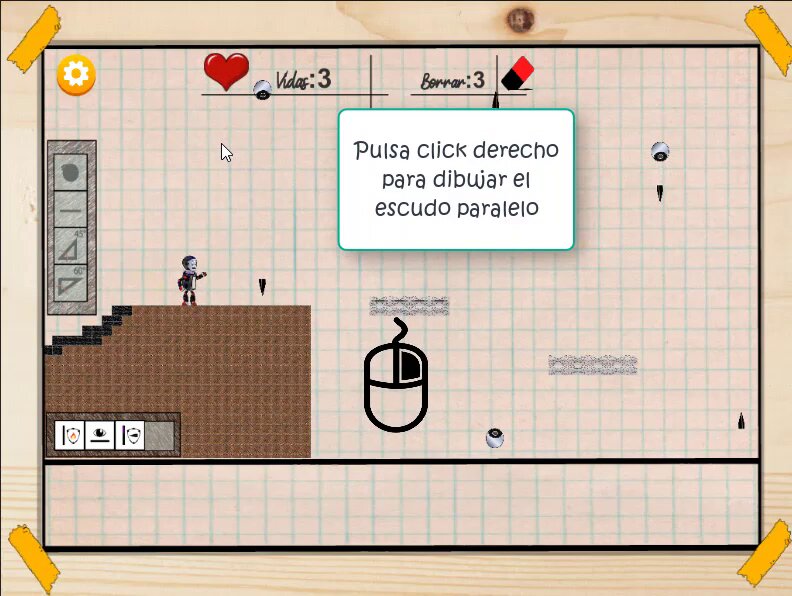 Vidas:3
Borrar:3
Pulsa click derecho
para dibujar el
escudo paralelo
45°
60°